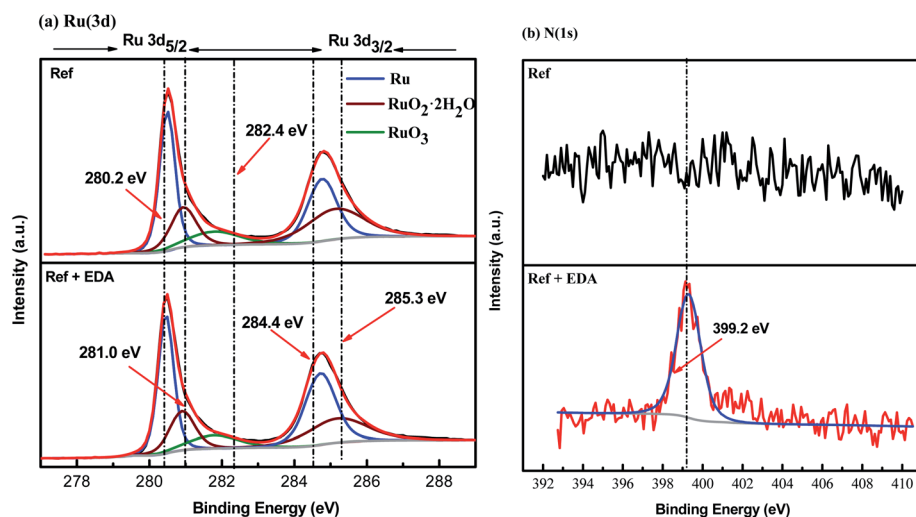 (a) Ru(3d)
Ru 3d5/2
Ru 3d3/2
Ref
Ru
RuO2·2H2O
RuO3
282.4 eV
280.2 eV
Ref + EDA
285.3 eV
284.4 eV
281.0 eV
Intensity (a.u.)
278 280 282 284 286 288
Binding Energy (eV)
(b) N(1s)
Ref
Ref + EDA
399.2 eV
Intensity (a.u.)
392 394 396 398 400 402 404 406 408 410
Binding Energy (eV)